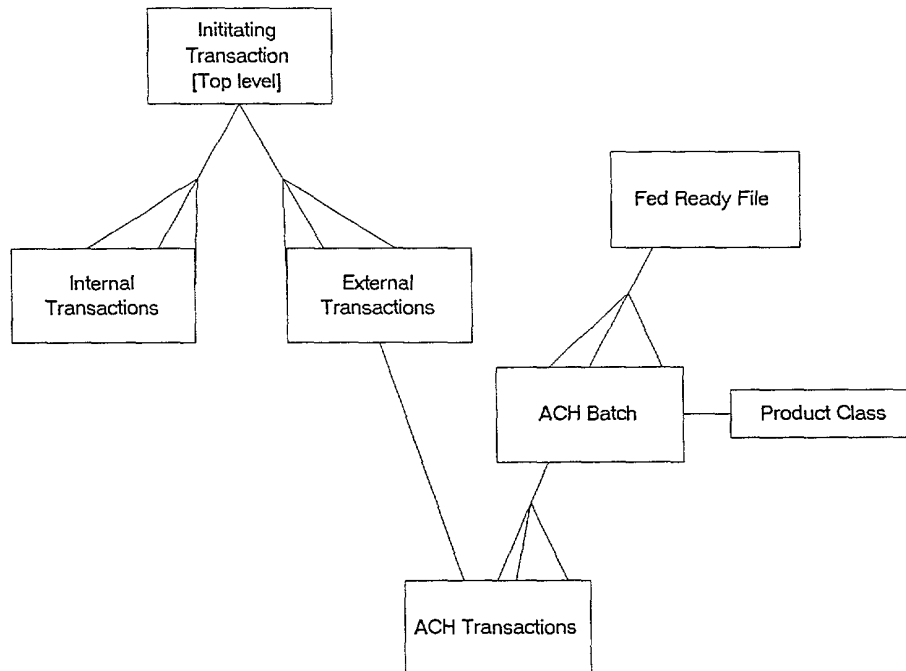 Inititating
Transaction
[Top level]
Fed Ready File
Internal
Transactions
External
Transactions
ACH Batch
Product Class
ACH Transactions